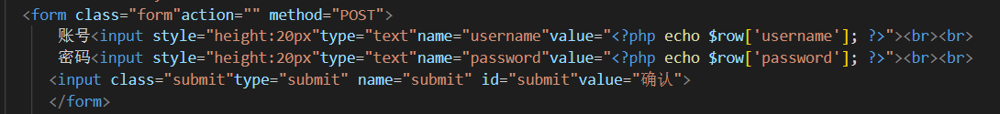 <form class="form"action="" method="POST">
账号<input style="height:20px"type="text"name="username"value="<?php echo $row['username']; ?>"><br><br>
密码<input style="height:20px"type="text"name="password"value="<?php echo $row['password']; ?>"><br><br>
<input class="submit"type="submit" name="submit" id="submit"value="确认">
</form>